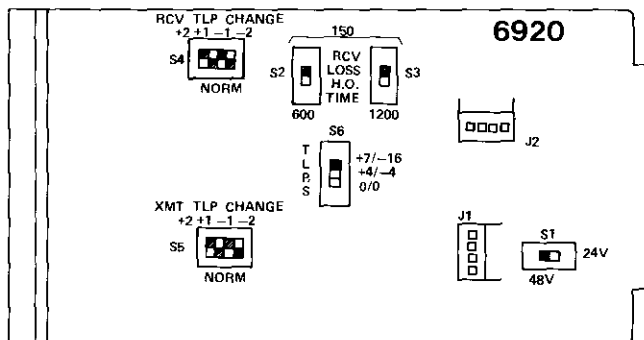 RCV TLP CHANGE
+2 +1 −1 −2
S4
NORM
150
6920
S2
RCV
LOSS
H.O.
TIME
S3
600
1200
S6
T
L
P
S
+7/−16
+4/−4
0/0
J2
XMT TLP CHANGE
+2 +1 −1 −2
S5
NORM
J1
S1
24V
48V